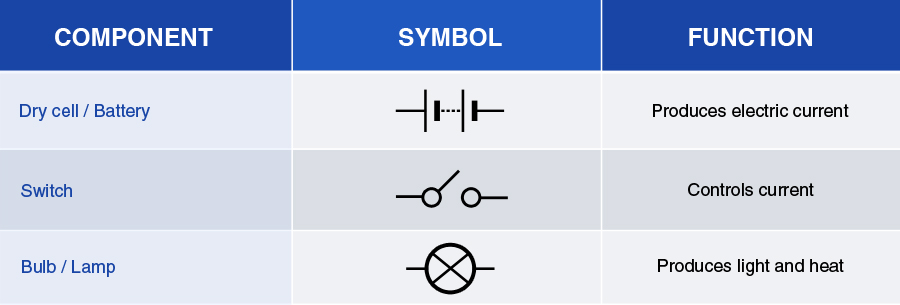 COMPONENT SYMBOL FUNCTION
Dry cell / Battery Produces electric current
Switch Controls current
Bulb / Lamp Produces light and heat